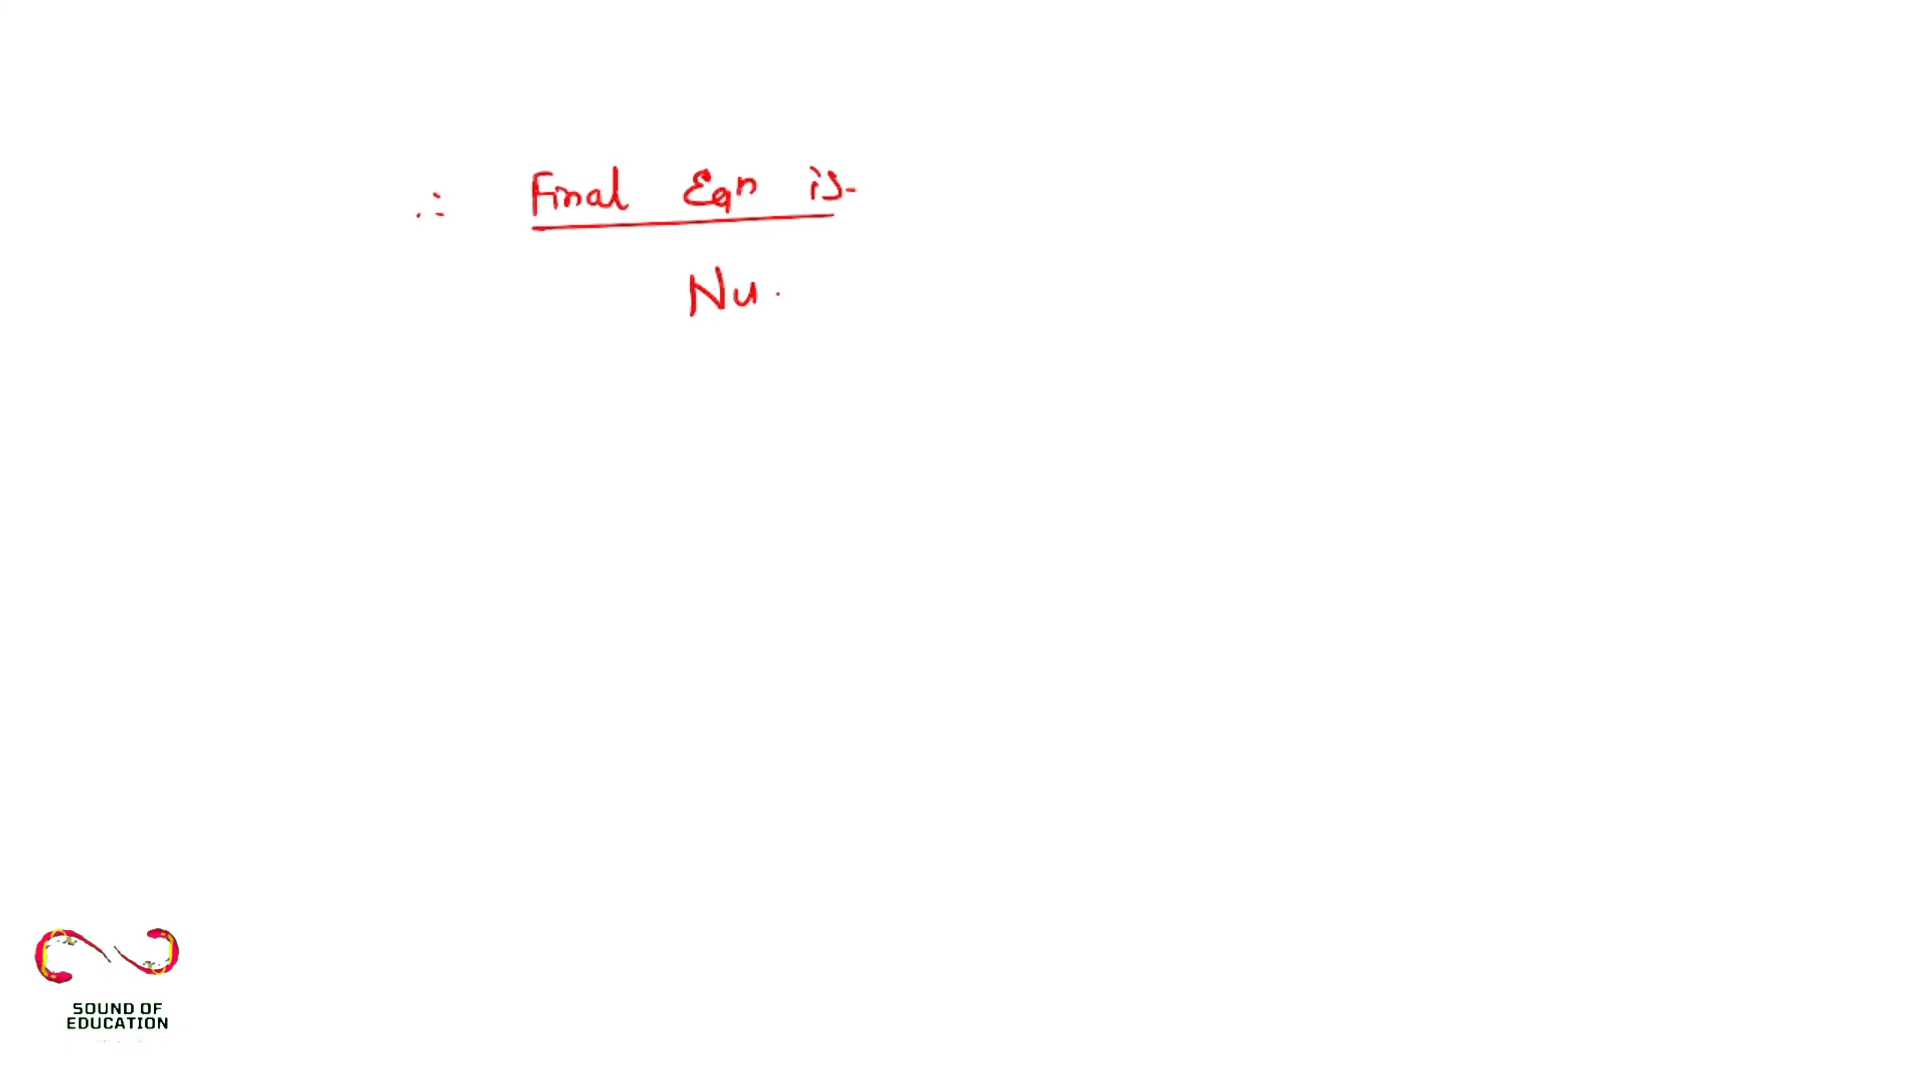 ∴ Final Eqn is.
Nu.
SOUND OF
EDUCATION